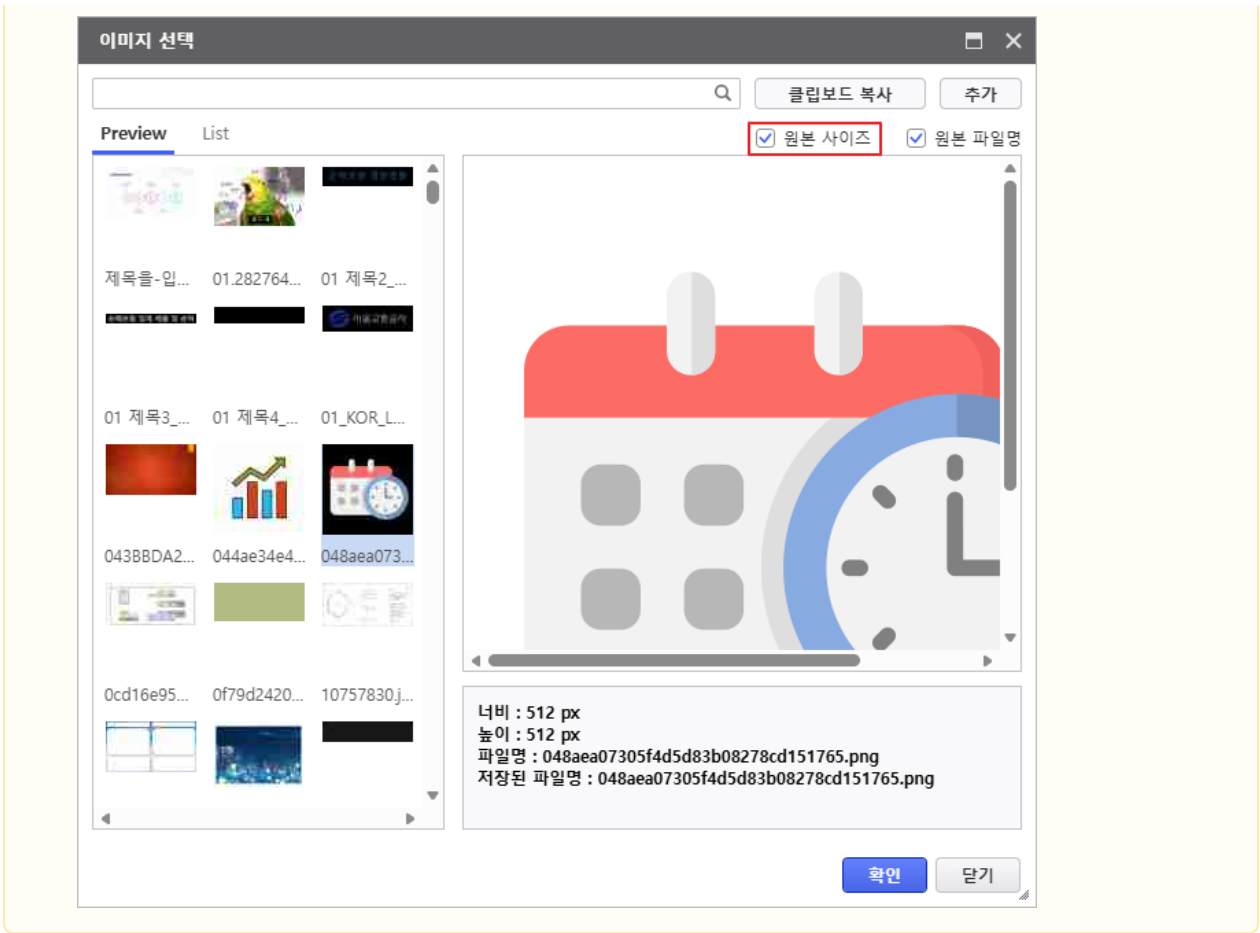 이미지 선택
클립보드 복사
추가
Preview
List
원본 사이즈
원본 파일명
제목을-입...
01.282764...
01 제목2_...
01 제목3_...
01 제목4_...
01_KOR_L...
043BBDA2...
044ae34e4...
048aea073...
0cd16e95...
0f79d2420...
10757830.j...
너비 : 512 px
높이 : 512 px
파일명 : 048aea07305f4d5d83b08278cd151765.png
저장된 파일명 : 048aea07305f4d5d83b08278cd151765.png
확인
닫기